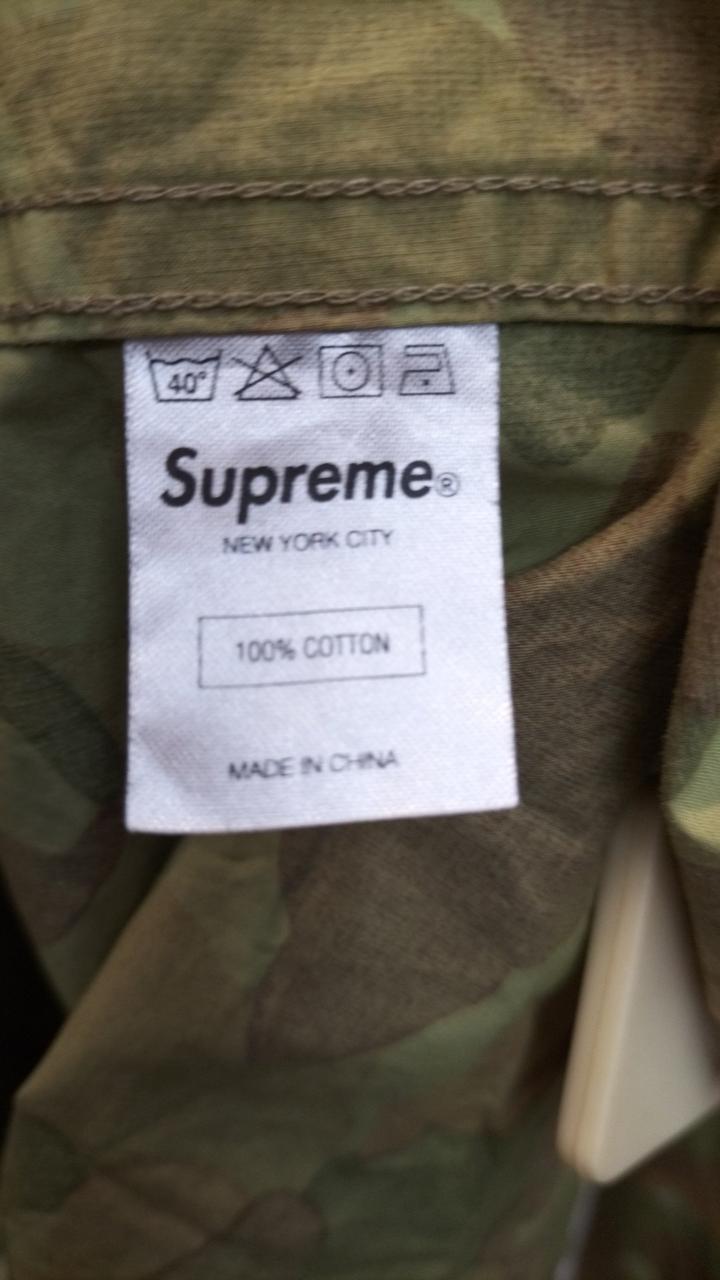 40°
Supreme®
NEW YORK CITY
100% COTTON
MADE IN CHINA